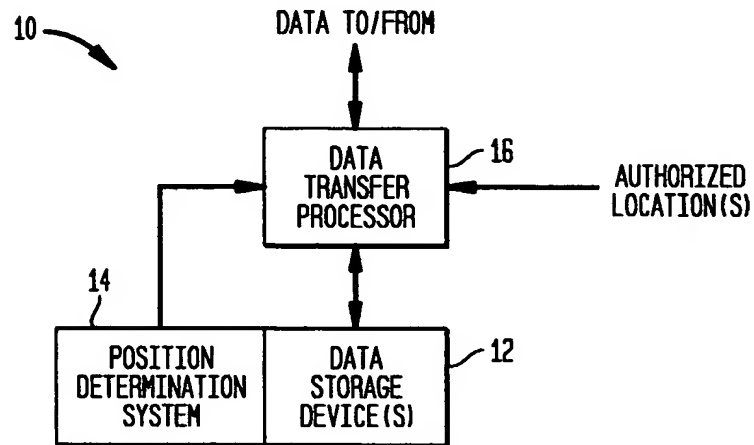 10
DATA TO/FROM
DATA
TRANSFER
PROCESSOR
16
AUTHORIZED
LOCATION(S)
14
POSITION
DETERMINATION
SYSTEM
DATA
STORAGE
DEVICE(S)
12